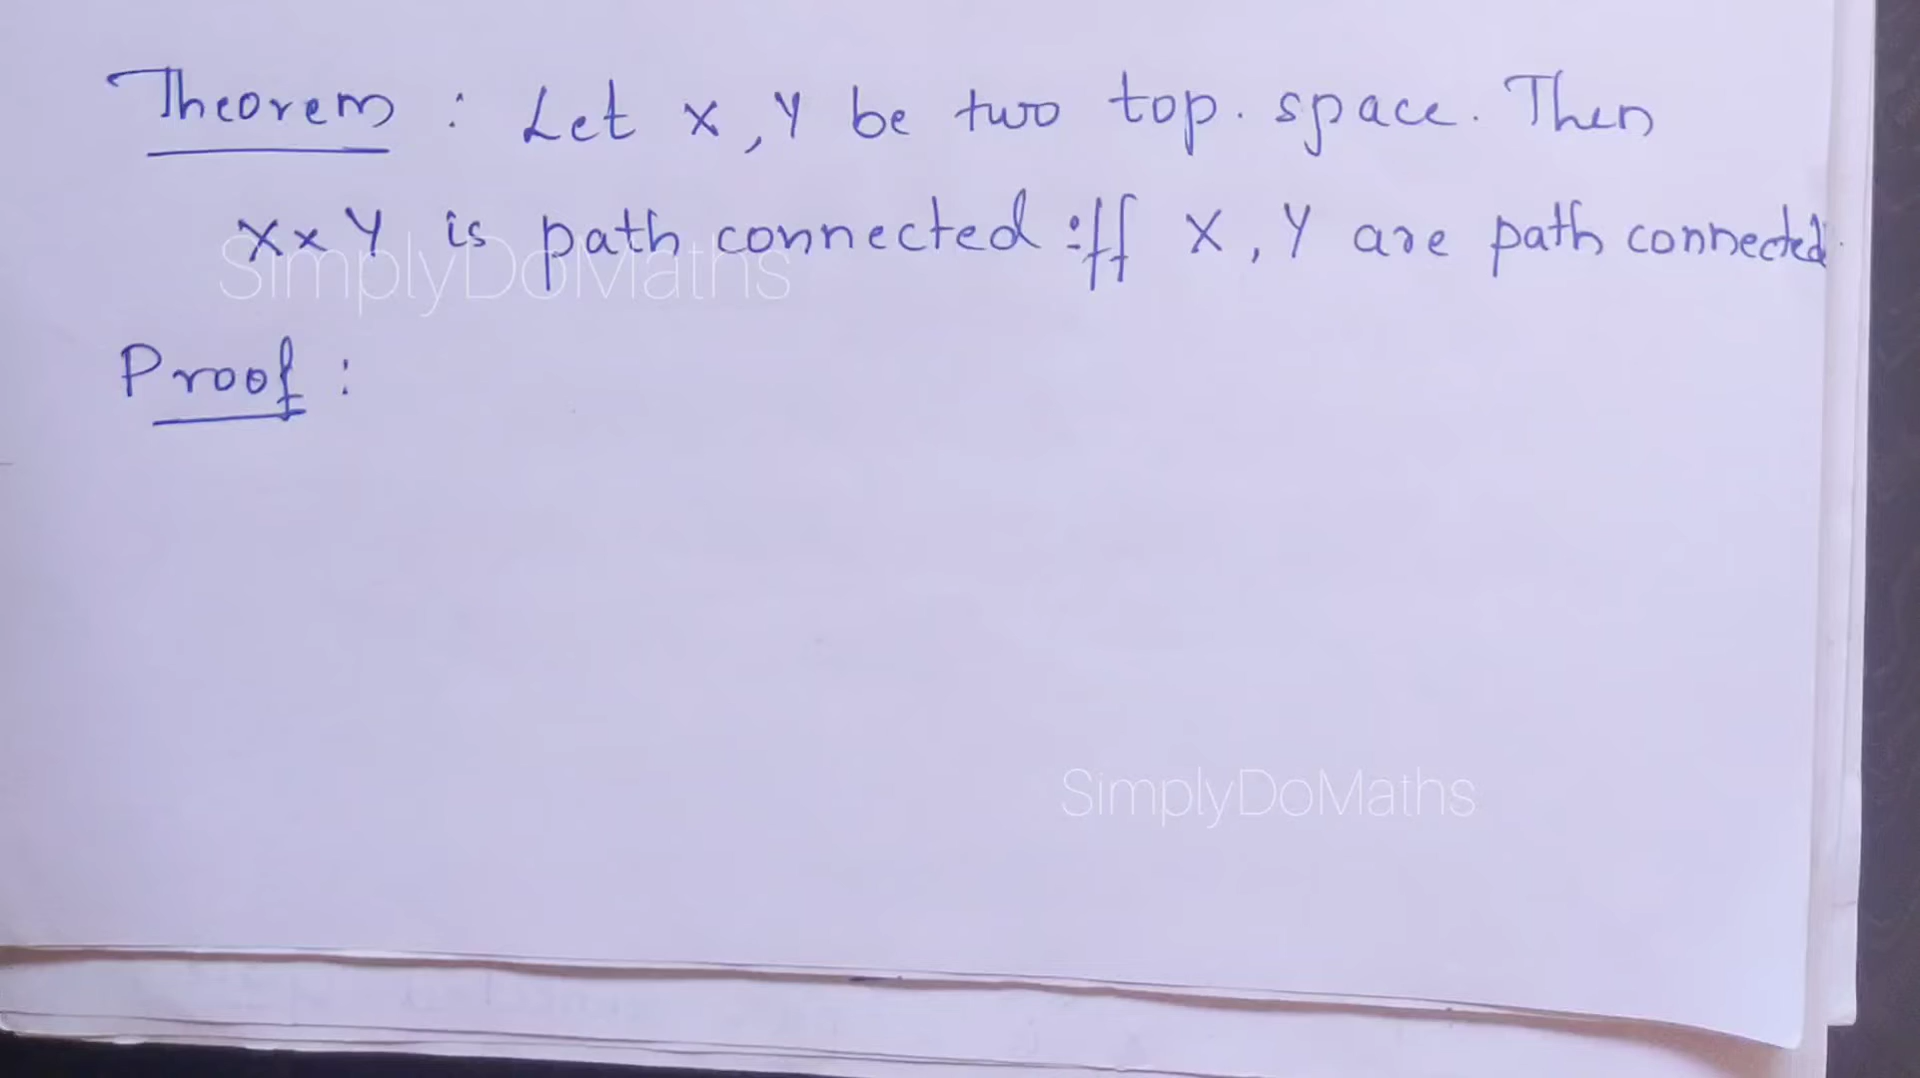 Theorem : Let X, Y be two top. space. Then
X×Y is path connected iff X, Y are path connected.
SimplyDoMaths
Proof :
SimplyDoMaths